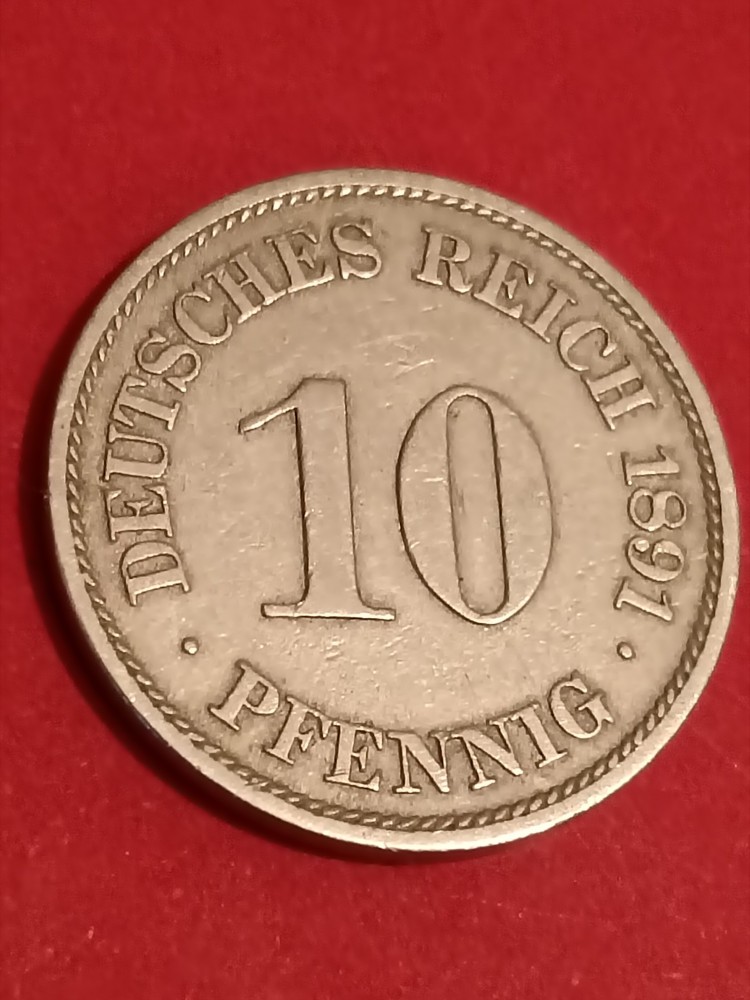 DEUTSCHES REICH 1891
10
· PFENNIG ·